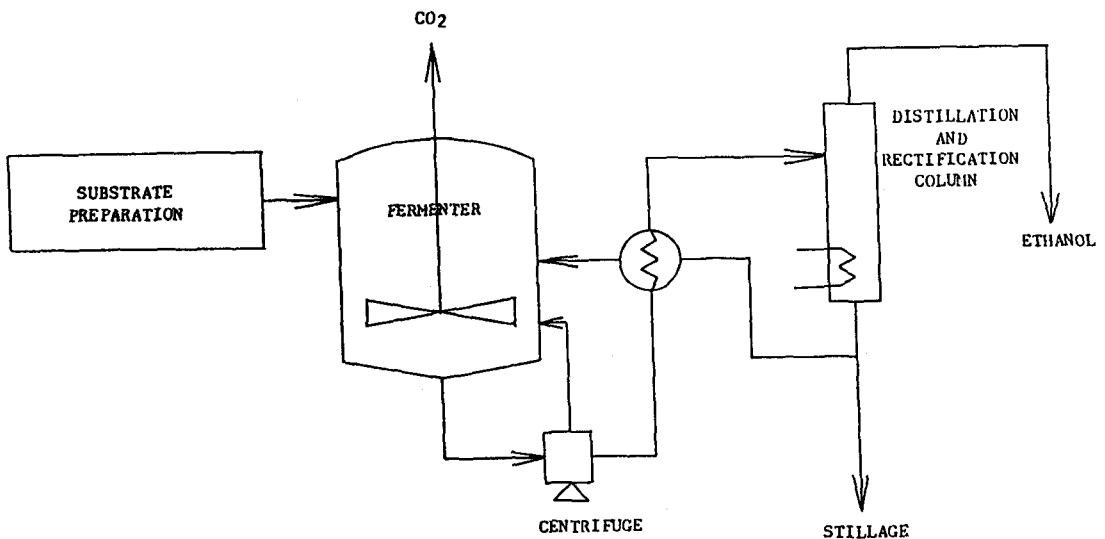 CO2
SUBSTRATE
PREPARATION
FERMENTER
DISTILLATION
AND
RECTIFICATION
COLUMN
ETHANOL
CENTRIFUGE
STILLAGE